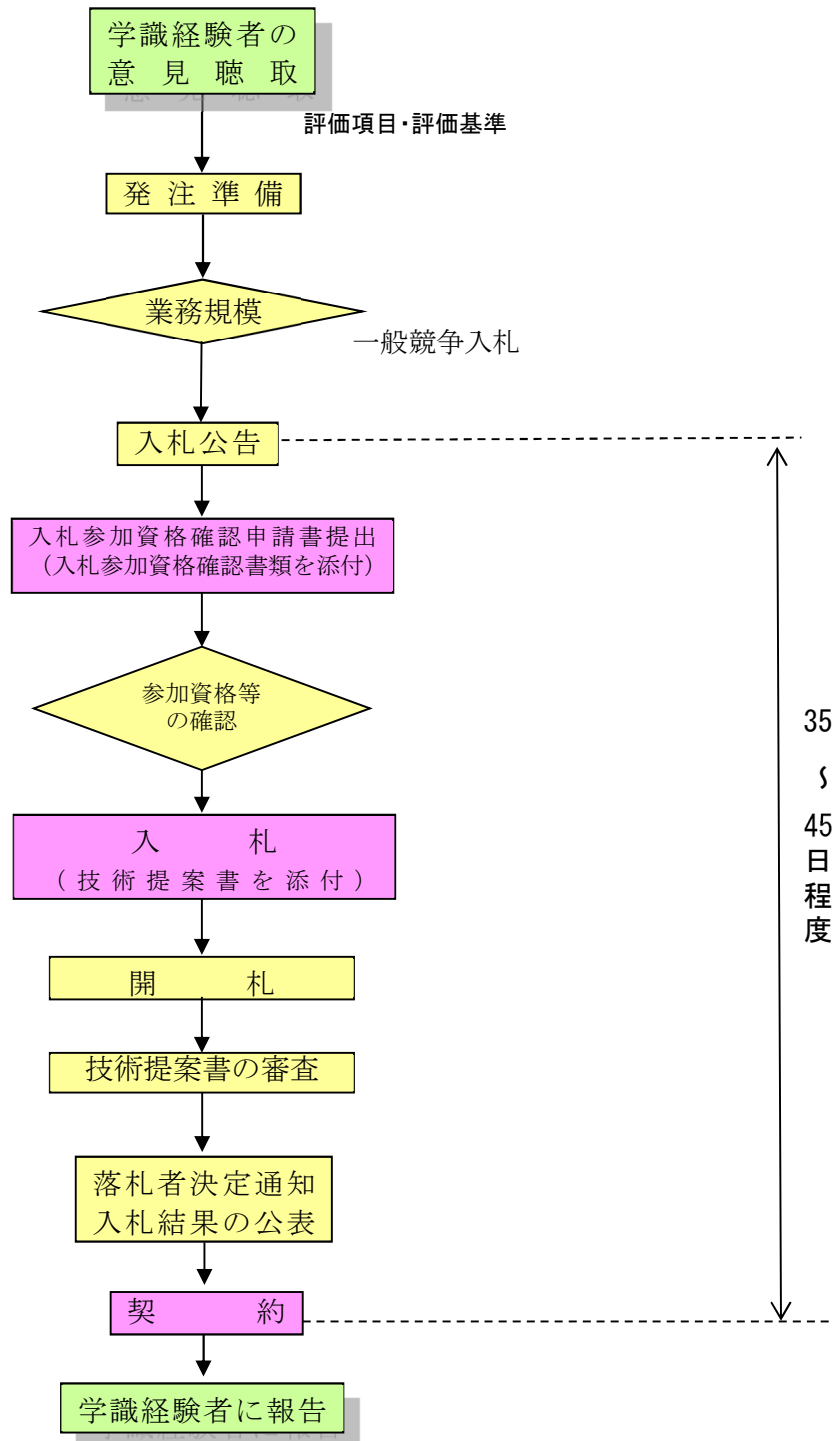 学識経験者の
意見聴取
評価項目・評価基準
発注準備
業務規模
一般競争入札
入札公告
入札参加資格確認申請書提出
（入札参加資格確認書類を添付）
参加資格等
の確認
入札
（技術提案書を添付）
開札
技術提案書の審査
落札者決定通知
入札結果の公表
契約
学識経験者に報告
35～45日程度